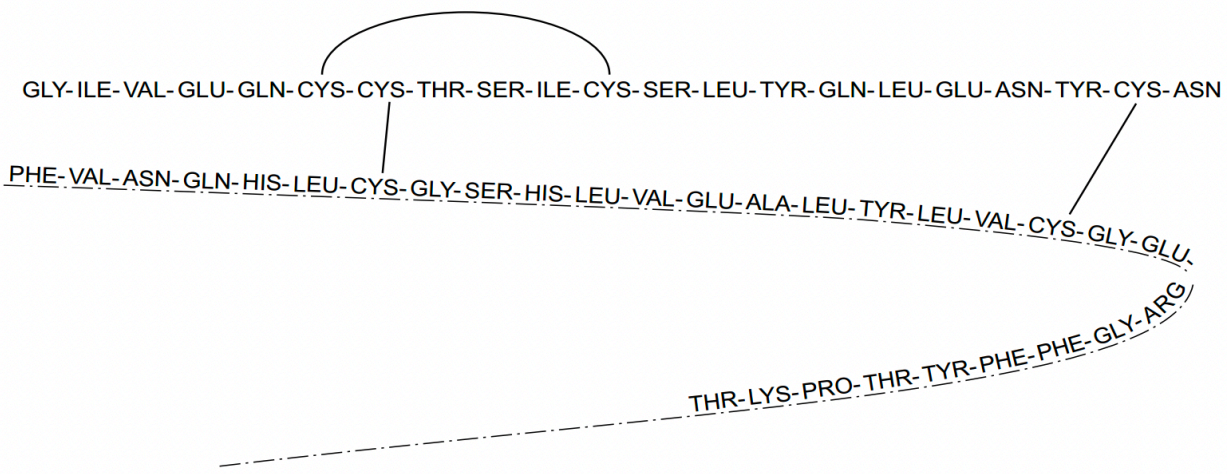 GLY-ILE-VAL-GLU-GLN-CYS-CYS-THR-SER-ILE-CYS-SER-LEU-TYR-GLN-LEU-GLU-ASN-TYR-CYS-ASN
PHE-VAL-ASN-GLN-HIS-LEU-CYS-GLY-SER-HIS-LEU-VAL-GLU-ALA-LEU-TYR-LEU-VAL-CYS-GLY-GLU-
THR-LYS-PRO-THR-TYR-PHE-PHE-GLY-ARG